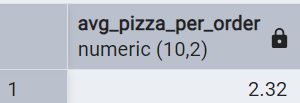 avg_pizza_per_order
numeric (10,2)
1
2.32